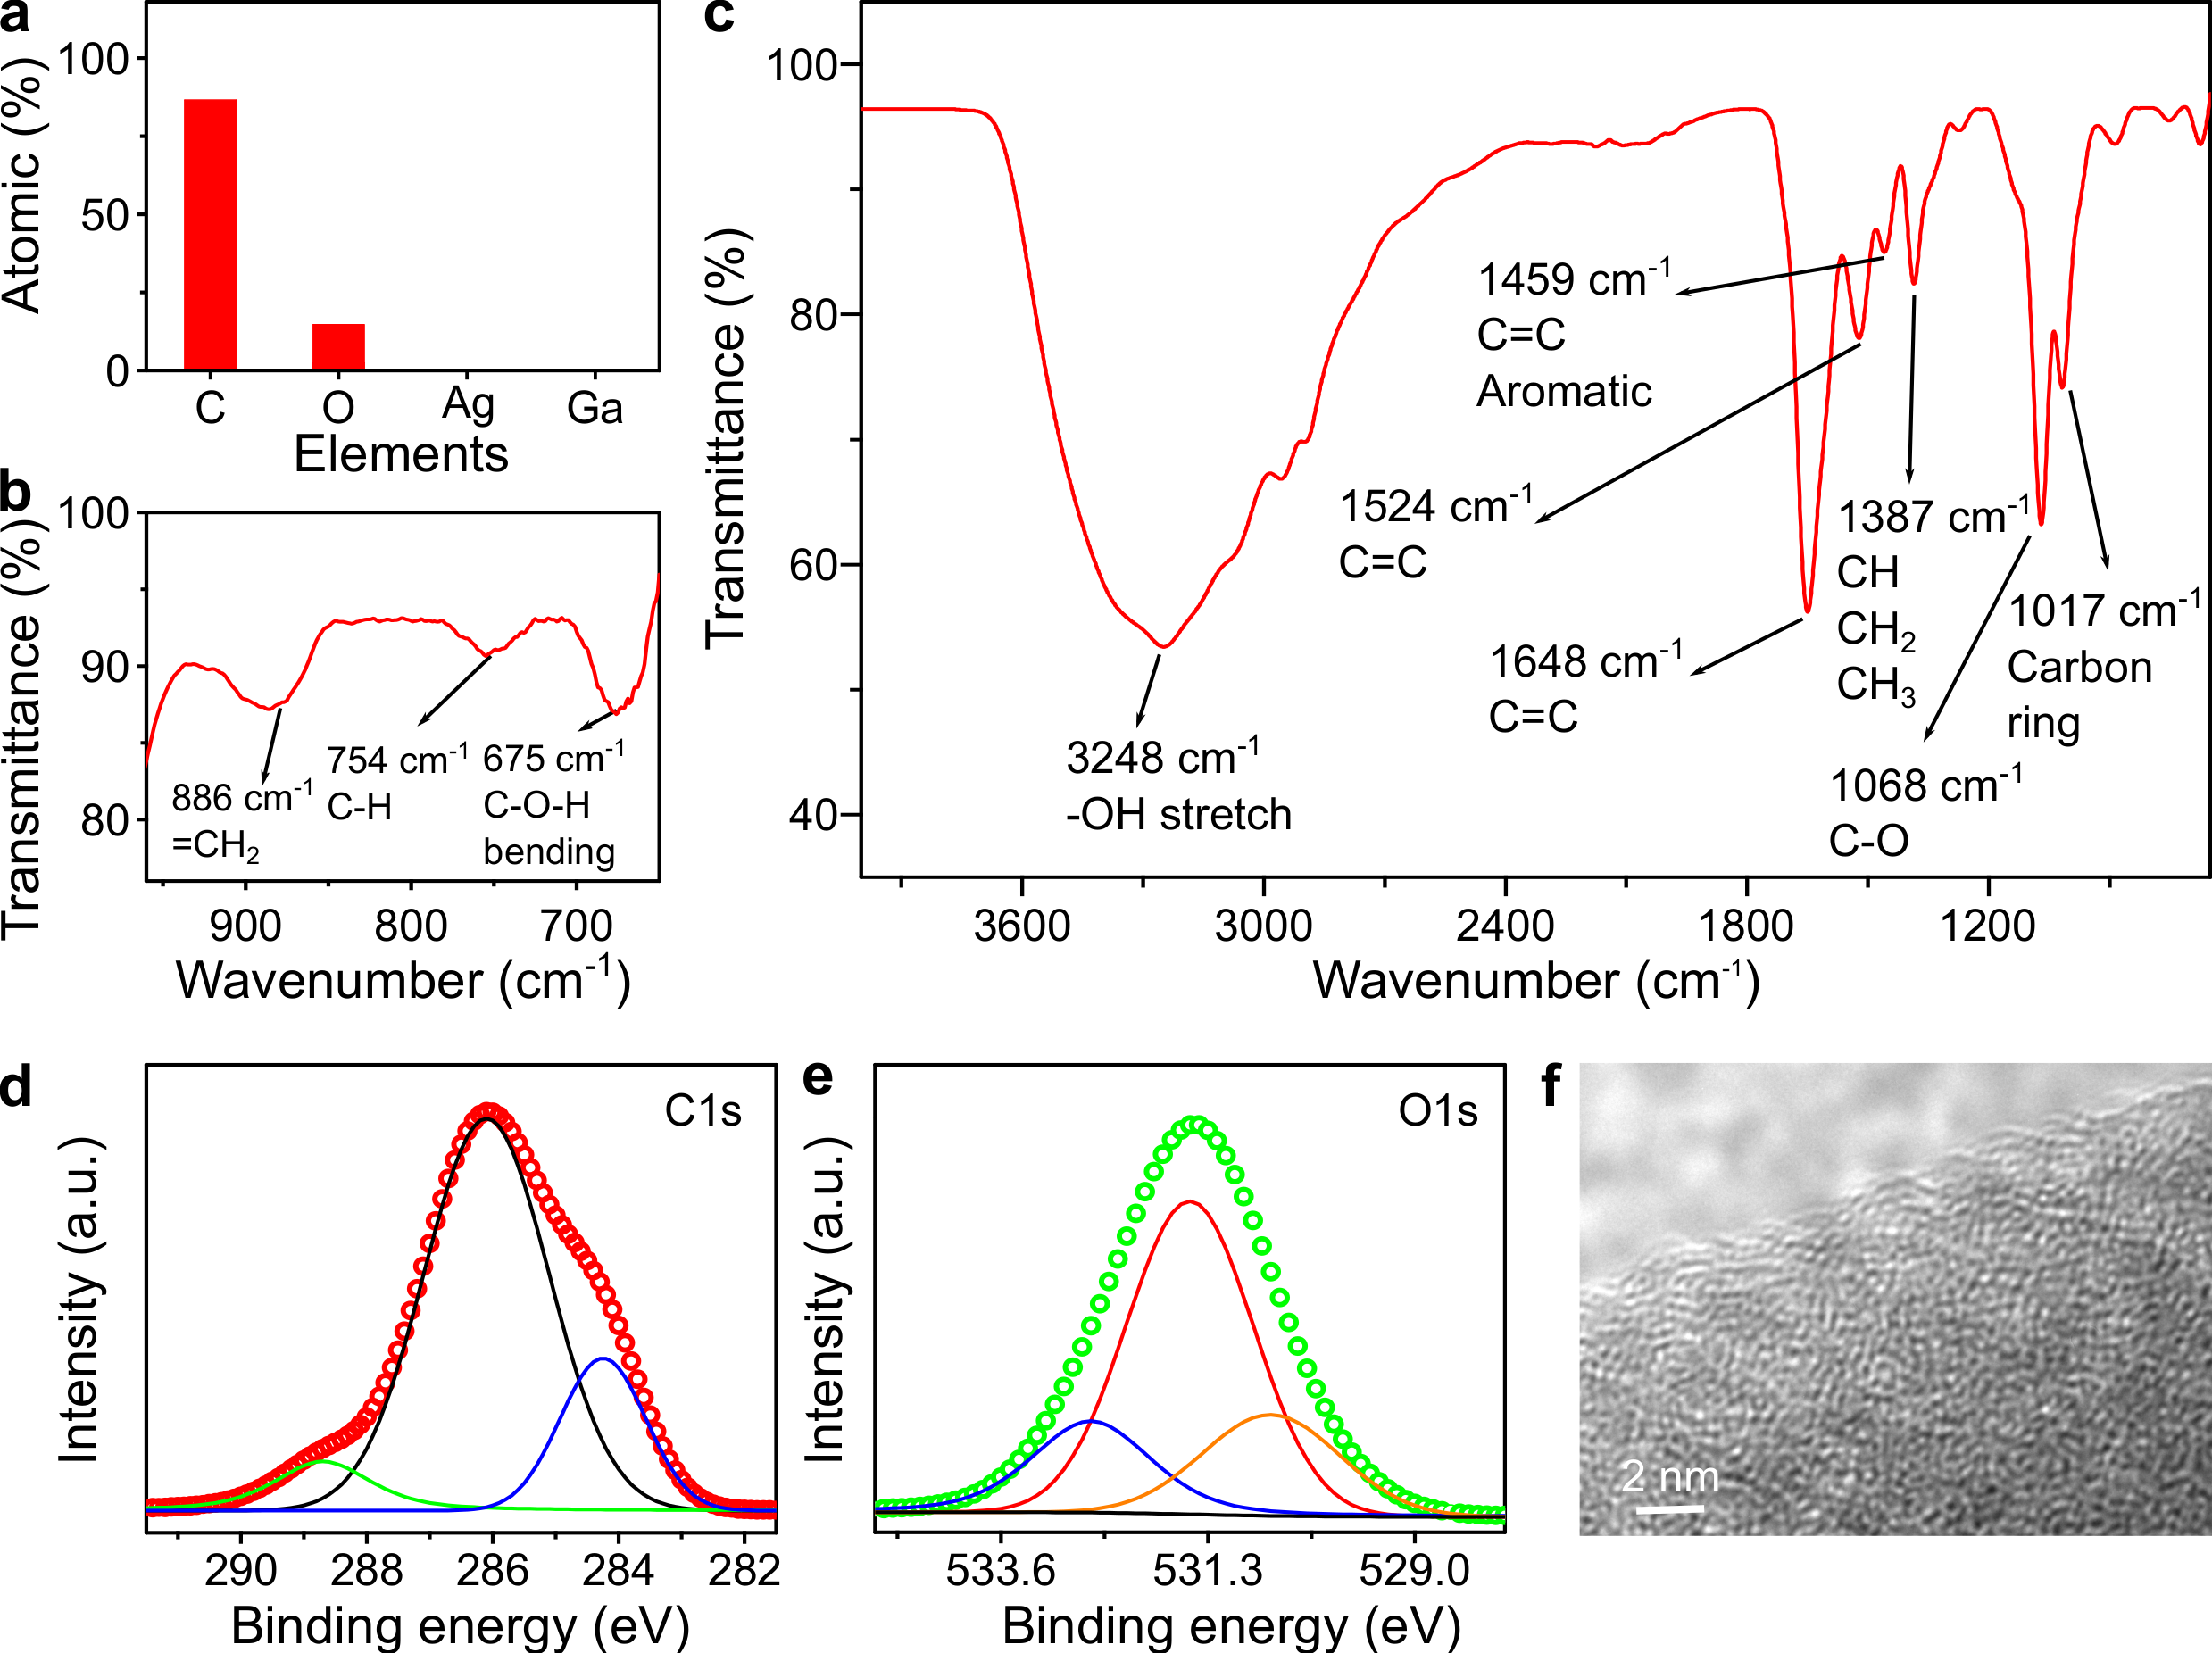 a
Atomic (%)
100
50
0
C O Ag Ga
Elements
b
Transmittance (%)
100
90
80
886 cm⁻¹
=CH₂
754 cm⁻¹
C-H
675 cm⁻¹
C-O-H
bending
900 800 700
Wavenumber (cm⁻¹)
c
Transmittance (%)
100
80
60
40
3248 cm⁻¹
-OH stretch
1459 cm⁻¹
C=C
Aromatic
1524 cm⁻¹
C=C
1648 cm⁻¹
C=C
1387 cm⁻¹
CH
CH₂
CH₃
1068 cm⁻¹
C-O
1017 cm⁻¹
Carbon
ring
3600 3000 2400 1800 1200
Wavenumber (cm⁻¹)
d
Intensity (a.u.)
C1s
290 288 286 284 282
Binding energy (eV)
e
Intensity (a.u.)
O1s
533.6 531.3 529.0
Binding energy (eV)
f
2 nm